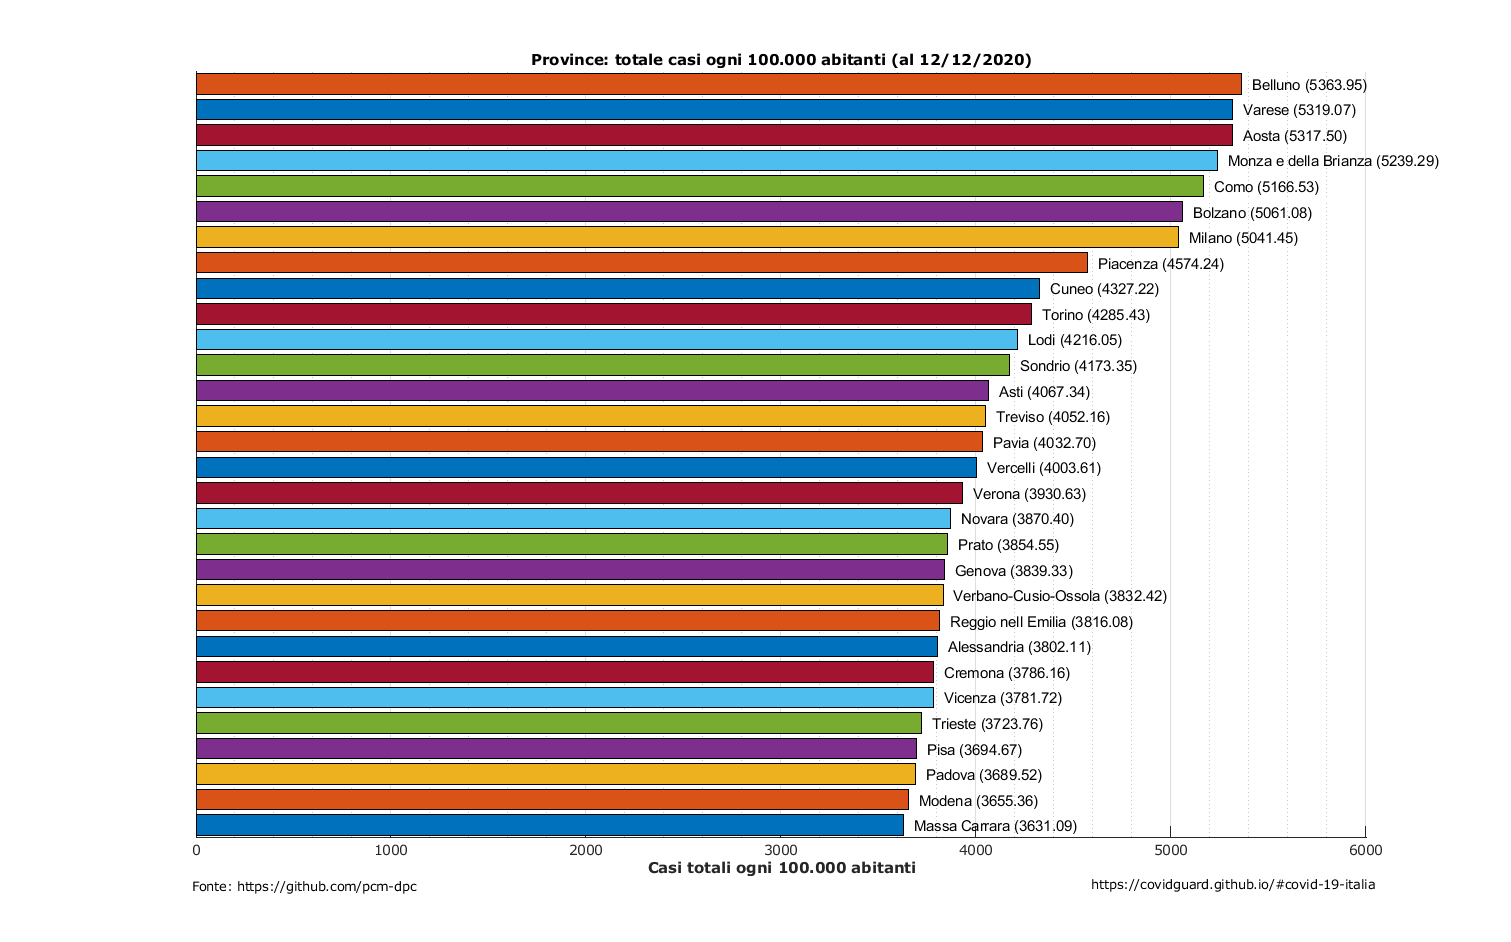 Province: totale casi ogni 100.000 abitanti (al 12/12/2020)
Belluno (5363.95)
Varese (5319.07)
Aosta (5317.50)
Monza e della Brianza (5239.29)
Como (5166.53)
Bolzano (5061.08)
Milano (5041.45)
Piacenza (4574.24)
Cuneo (4327.22)
Torino (4285.43)
Lodi (4216.05)
Sondrio (4173.35)
Asti (4067.34)
Treviso (4052.16)
Pavia (4032.70)
Vercelli (4003.61)
Verona (3930.63)
Novara (3870.40)
Prato (3854.55)
Genova (3839.33)
Verbano-Cusio-Ossola (3832.42)
Reggio nell Emilia (3816.08)
Alessandria (3802.11)
Cremona (3786.16)
Vicenza (3781.72)
Trieste (3723.76)
Pisa (3694.67)
Padova (3689.52)
Modena (3655.36)
Massa Carrara (3631.09)
0 1000 2000 3000 4000 5000 6000
Casi totali ogni 100.000 abitanti
Fonte: https://github.com/pcm-dpc
https://covidguard.github.io/#covid-19-italia